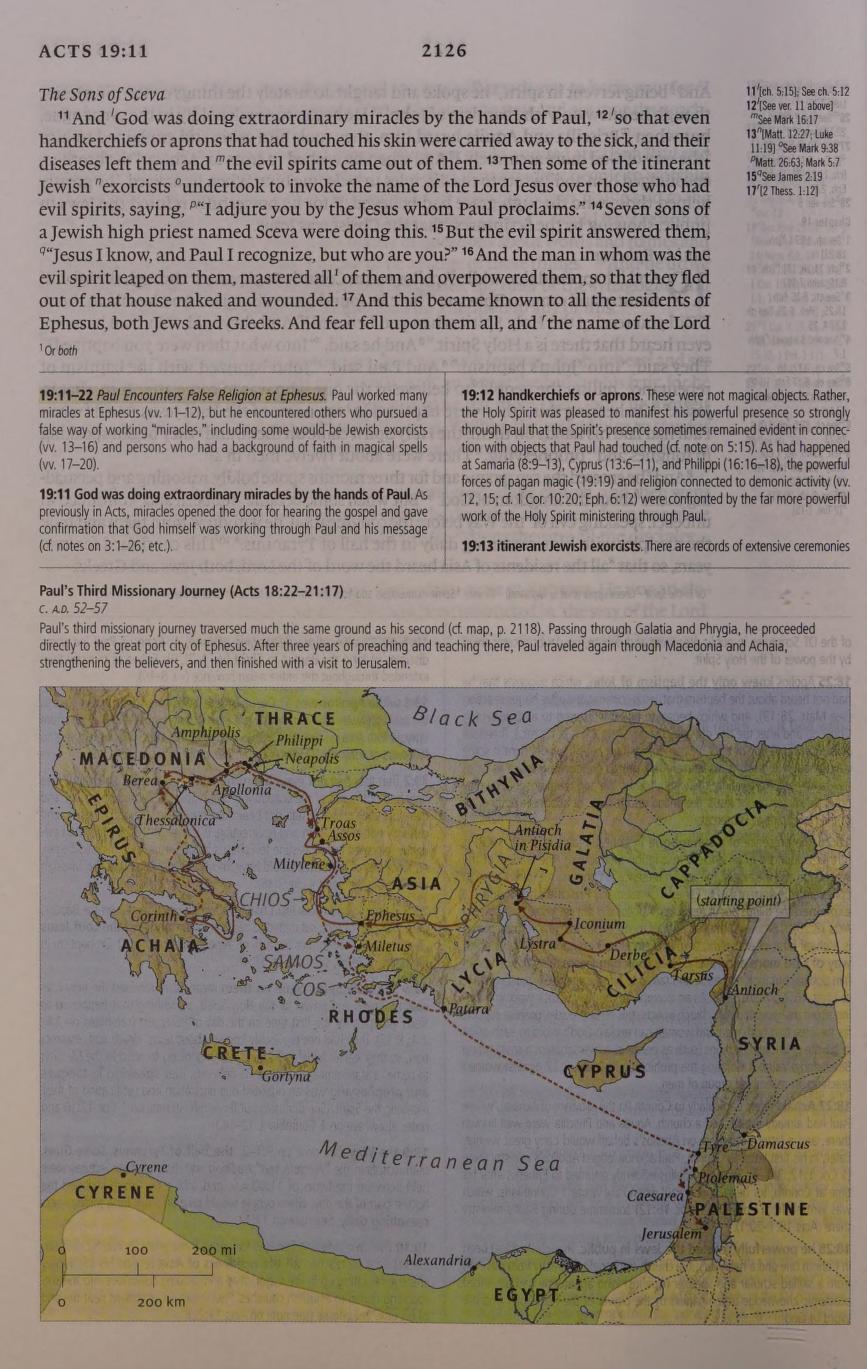 ACTS 19:11
2126
The Sons of Sceva
11 And lGod was doing extraordinary miracles by the hands of Paul, 12 lso that even
handkerchiefs or aprons that had touched his skin were carried away to the sick, and their
diseases left them and mthe evil spirits came out of them. 13 Then some of the itinerant
Jewish nexorcists oundertook to invoke the name of the Lord Jesus over those who had
evil spirits, saying, p“I adjure you by the Jesus whom Paul proclaims.” 14 Seven sons of
a Jewish high priest named Sceva were doing this. 15 But the evil spirit answered them,
q“Jesus I know, and Paul I recognize, but who are you?” 16 And the man in whom was the
evil spirit leaped on them, mastered all1 of them and overpowered them, so that they fled
out of that house naked and wounded. 17 And this became known to all the residents of
Ephesus, both Jews and Greeks. And fear fell upon them all, and rthe name of the Lord
1 Or both
11 l[ch. 5:15]; See ch. 5:12
12 l[See ver. 11 above]
mSee Mark 16:17
13 n[Matt. 12:27; Luke
11:19] oSee Mark 9:38
pMatt. 26:63; Mark 5:7
15 qSee James 2:19
17 r[2 Thess. 1:12]
19:11–22 Paul Encounters False Religion at Ephesus. Paul worked many
miracles at Ephesus (vv. 11–12), but he encountered others who pursued a
false way of working “miracles,” including some would-be Jewish exorcists
(vv. 13–16) and persons who had a background of faith in magical spells
(vv. 17–20).
19:11 God was doing extraordinary miracles by the hands of Paul. As
previously in Acts, miracles opened the door for hearing the gospel and gave
confirmation that God himself was working through Paul and his message
(cf. notes on 3:1–26; etc.).
19:12 handkerchiefs or aprons. These were not magical objects. Rather,
the Holy Spirit was pleased to manifest his powerful presence so strongly
through Paul that the Spirit’s presence sometimes remained evident in connec-
tion with objects that Paul had touched (cf. note on 5:15). As had happened
at Samaria (8:9–13), Cyprus (13:6–11), and Philippi (16:16–18), the powerful
forces of pagan magic (19:19) and religion connected to demonic activity (vv.
12, 15; cf. 1 Cor. 10:20; Eph. 6:12) were confronted by the far more powerful
work of the Holy Spirit ministering through Paul.
19:13 itinerant Jewish exorcists. There are records of extensive ceremonies
Paul’s Third Missionary Journey (Acts 18:22–21:17)
C. A.D. 52–57
Paul’s third missionary journey traversed much the same ground as his second (cf. map, p. 2118). Passing through Galatia and Phrygia, he proceeded
directly to the great port city of Ephesus. After three years of preaching and teaching there, Paul traveled again through Macedonia and Achaia,
strengthening the believers, and then finished with a visit to Jerusalem.
Black Sea
THRACE
Amphipolis
Philippi
MACEDONIA
Neapolis
Berea
Apollonia
BITHYNIA
EPIRUS
Thessalonica
Troas
Assos
Antioch
in Pisidia
GALATIA
CAPPADOCIA
Mitylene
ASIA
PHRYGIA
CHIOS
(starting point)
Corinth
Ephesus
Iconium
ACHAIA
Miletus
Lystra
Derbe
SAMOS
LYCIA
CILICIA
Tarsus
COS
Antioch
RHODES
Patara
CRETE
SYRIA
Gortyna
CYPRUS
Mediterranean Sea
Tyre
Damascus
Cyrene
Ptolemais
CYRENE
Caesarea
PALESTINE
Jerusalem
0 100 200 mi
Alexandria
EGYPT
0 200 km